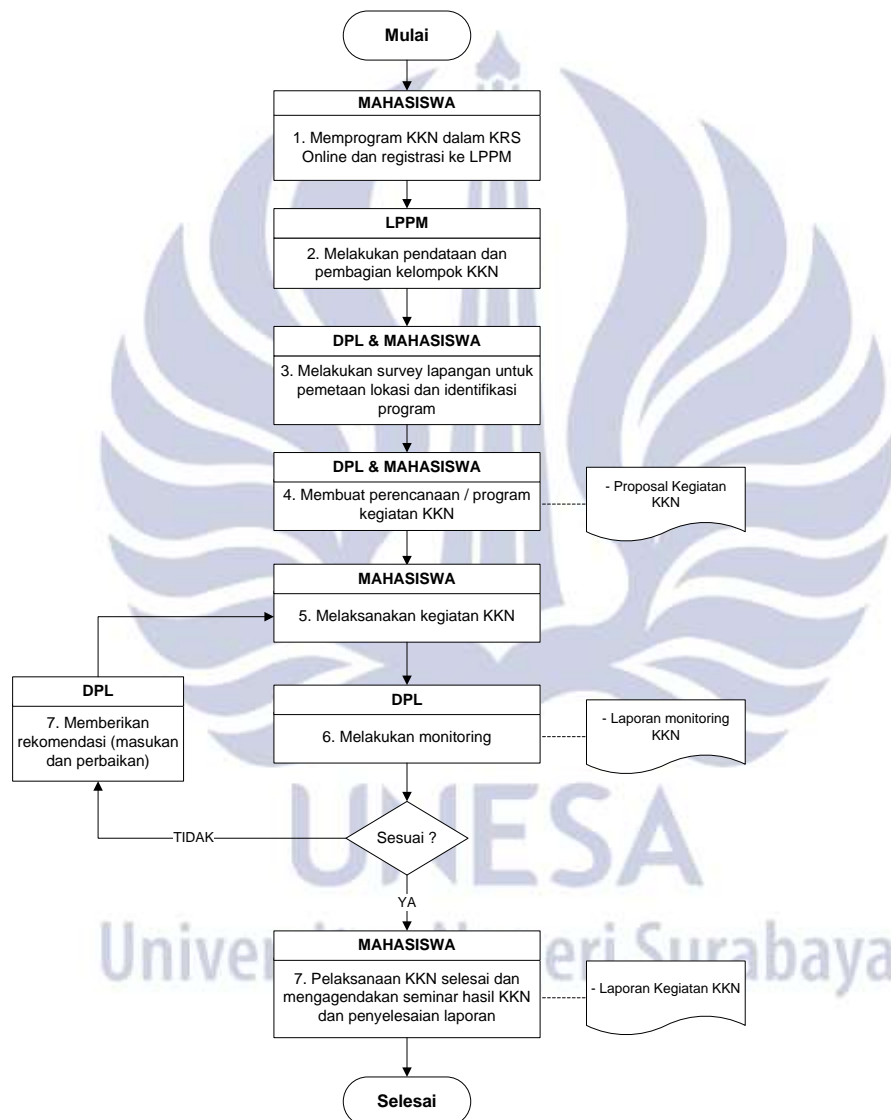 Mulai
MAHASISWA
1. Memprogram KKN dalam KRS
Online dan registrasi ke LPPM
LPPM
2. Melakukan pendataan dan
pembagian kelompok KKN
DPL & MAHASISWA
3. Melakukan survey lapangan untuk
pemetaan lokasi dan identifikasi
program
DPL & MAHASISWA
4. Membuat perencanaan / program
kegiatan KKN
- Proposal Kegiatan
KKN
MAHASISWA
5. Melaksanakan kegiatan KKN
DPL
7. Memberikan
rekomendasi (masukan
dan perbaikan)
DPL
6. Melakukan monitoring
- Laporan monitoring
KKN
Sesuai ?
TIDAK
YA
UNESA
Universitas Negeri Surabaya
MAHASISWA
7. Pelaksanaan KKN selesai dan
mengagendakan seminar hasil KKN
dan penyelesaian laporan
- Laporan Kegiatan KKN
Selesai